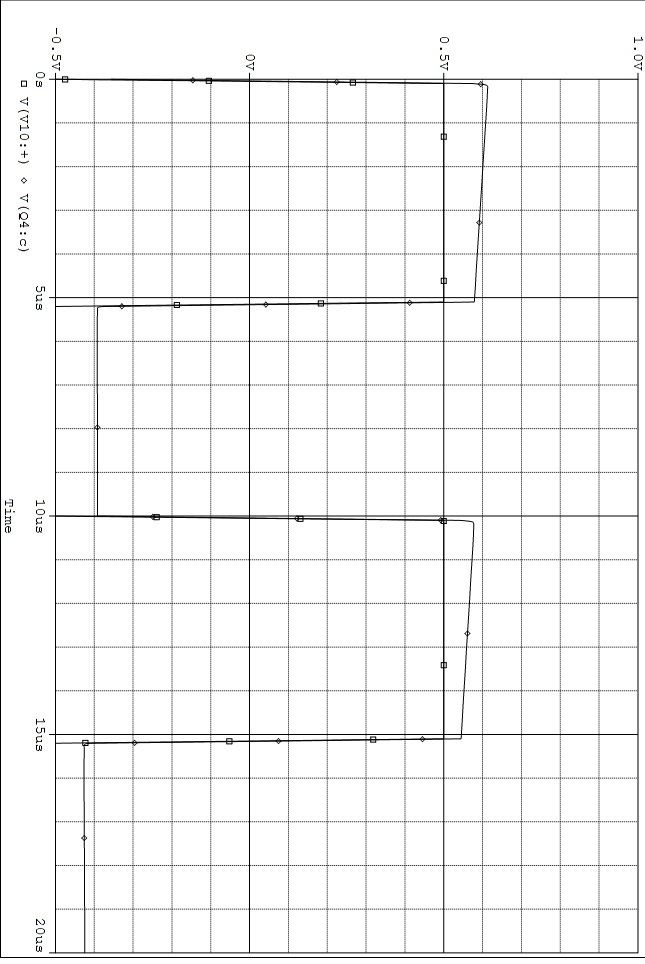 1.0V
0.5V
0V
-0.5V
0s
5us
10us
15us
20us
V(V10:+)
V(Q4:c)
Time